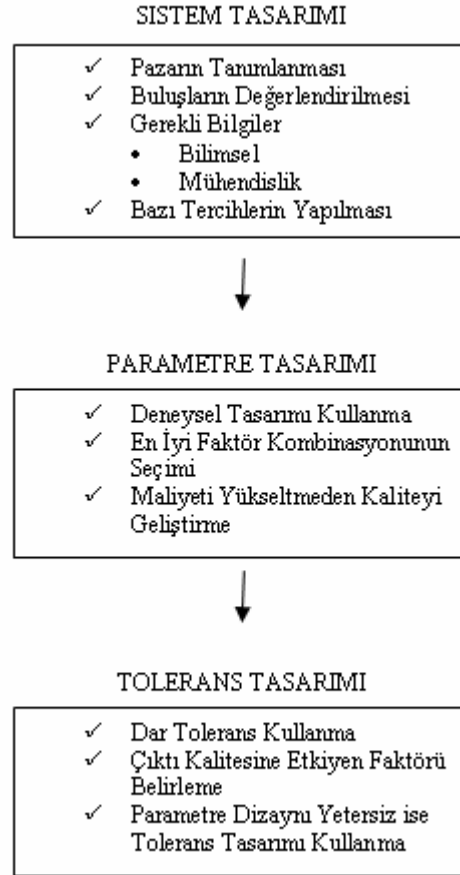 SISTEM TASARIMI
✓ Pazarın Tanımlanması
✓ Buluşların Değerlendirilmesi
✓ Gerekli Bilgiler
• Bilimsel
• Mühendislik
✓ Bazı Tercihlerin Yapılması
PARAMETRE TASARIMI
✓ Deneysel Tasarımı Kullanma
✓ En İyi Faktör Kombinasyonunun
Seçimi
✓ Maliyeti Yükseltmeden Kaliteyi
Geliştirme
TOLERANS TASARIMI
✓ Dar Tolerans Kullanma
✓ Çıktı Kalitesine Etkiyen Faktörü
Belirleme
✓ Parametre Dizaynı Yetersiz ise
Tolerans Tasarımı Kullanma